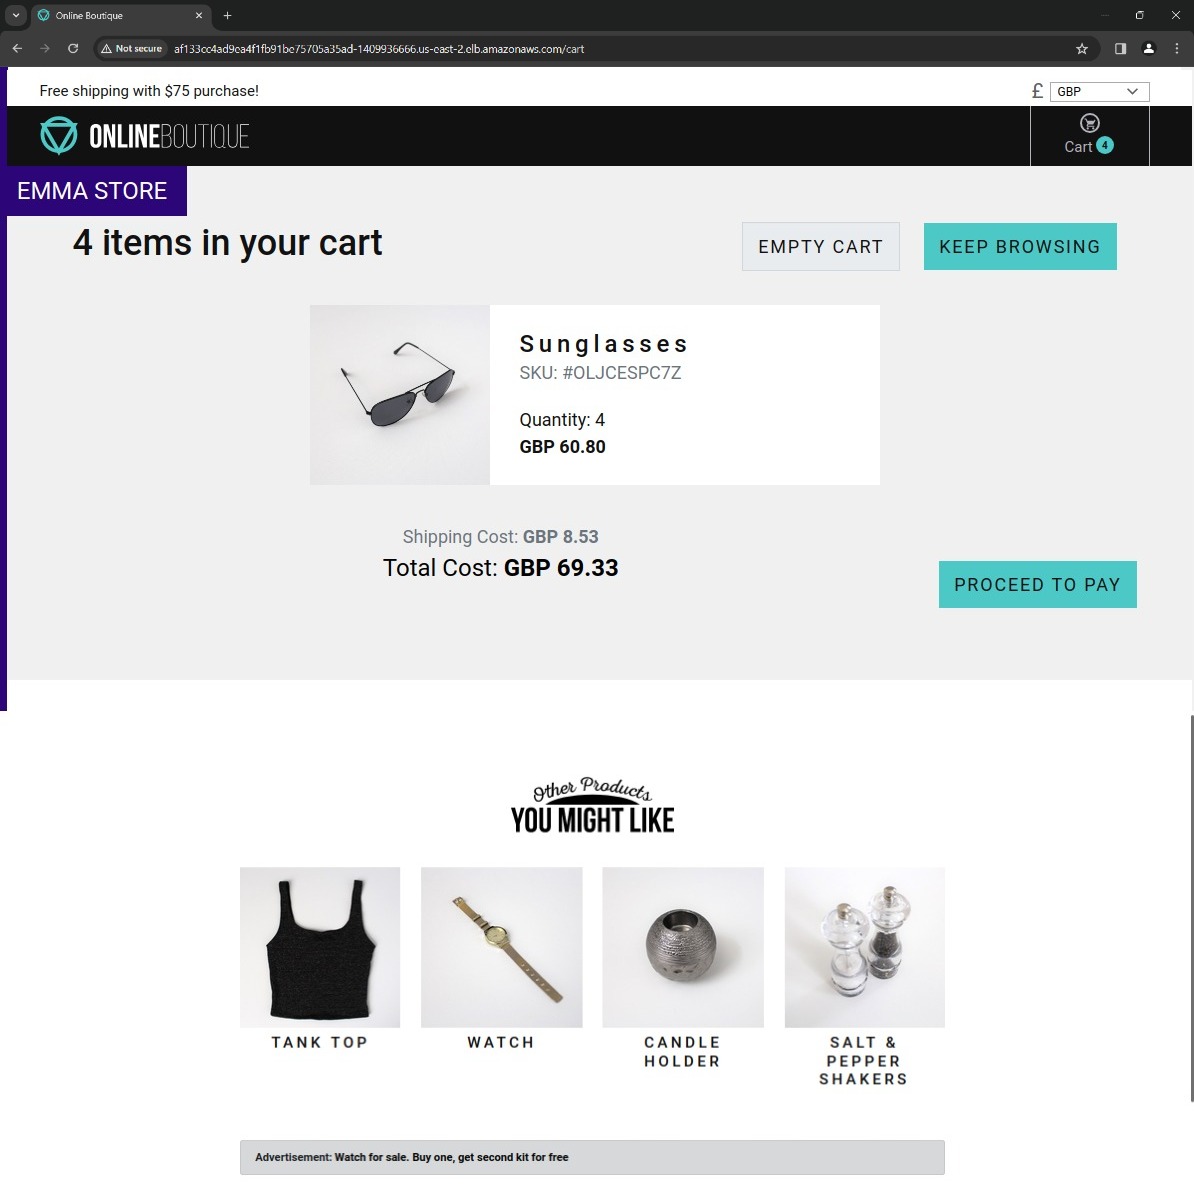 Online Boutique
Not secure
af133cc4ad9ea4f1fb91be75705a35ad-1409936666.us-east-2.elb.amazonaws.com/cart
Free shipping with $75 purchase!
£ GBP
ONLINEBOUTIQUE
Cart 4
EMMA STORE
4 items in your cart
EMPTY CART
KEEP BROWSING
Sunglasses
SKU: #OLJCESPC7Z
Quantity: 4
GBP 60.80
Shipping Cost: GBP 8.53
Total Cost: GBP 69.33
PROCEED TO PAY
Other Products
YOU MIGHT LIKE
TANK TOP
WATCH
CANDLE
HOLDER
SALT &
PEPPER
SHAKERS
Advertisement: Watch for sale. Buy one, get second kit for free